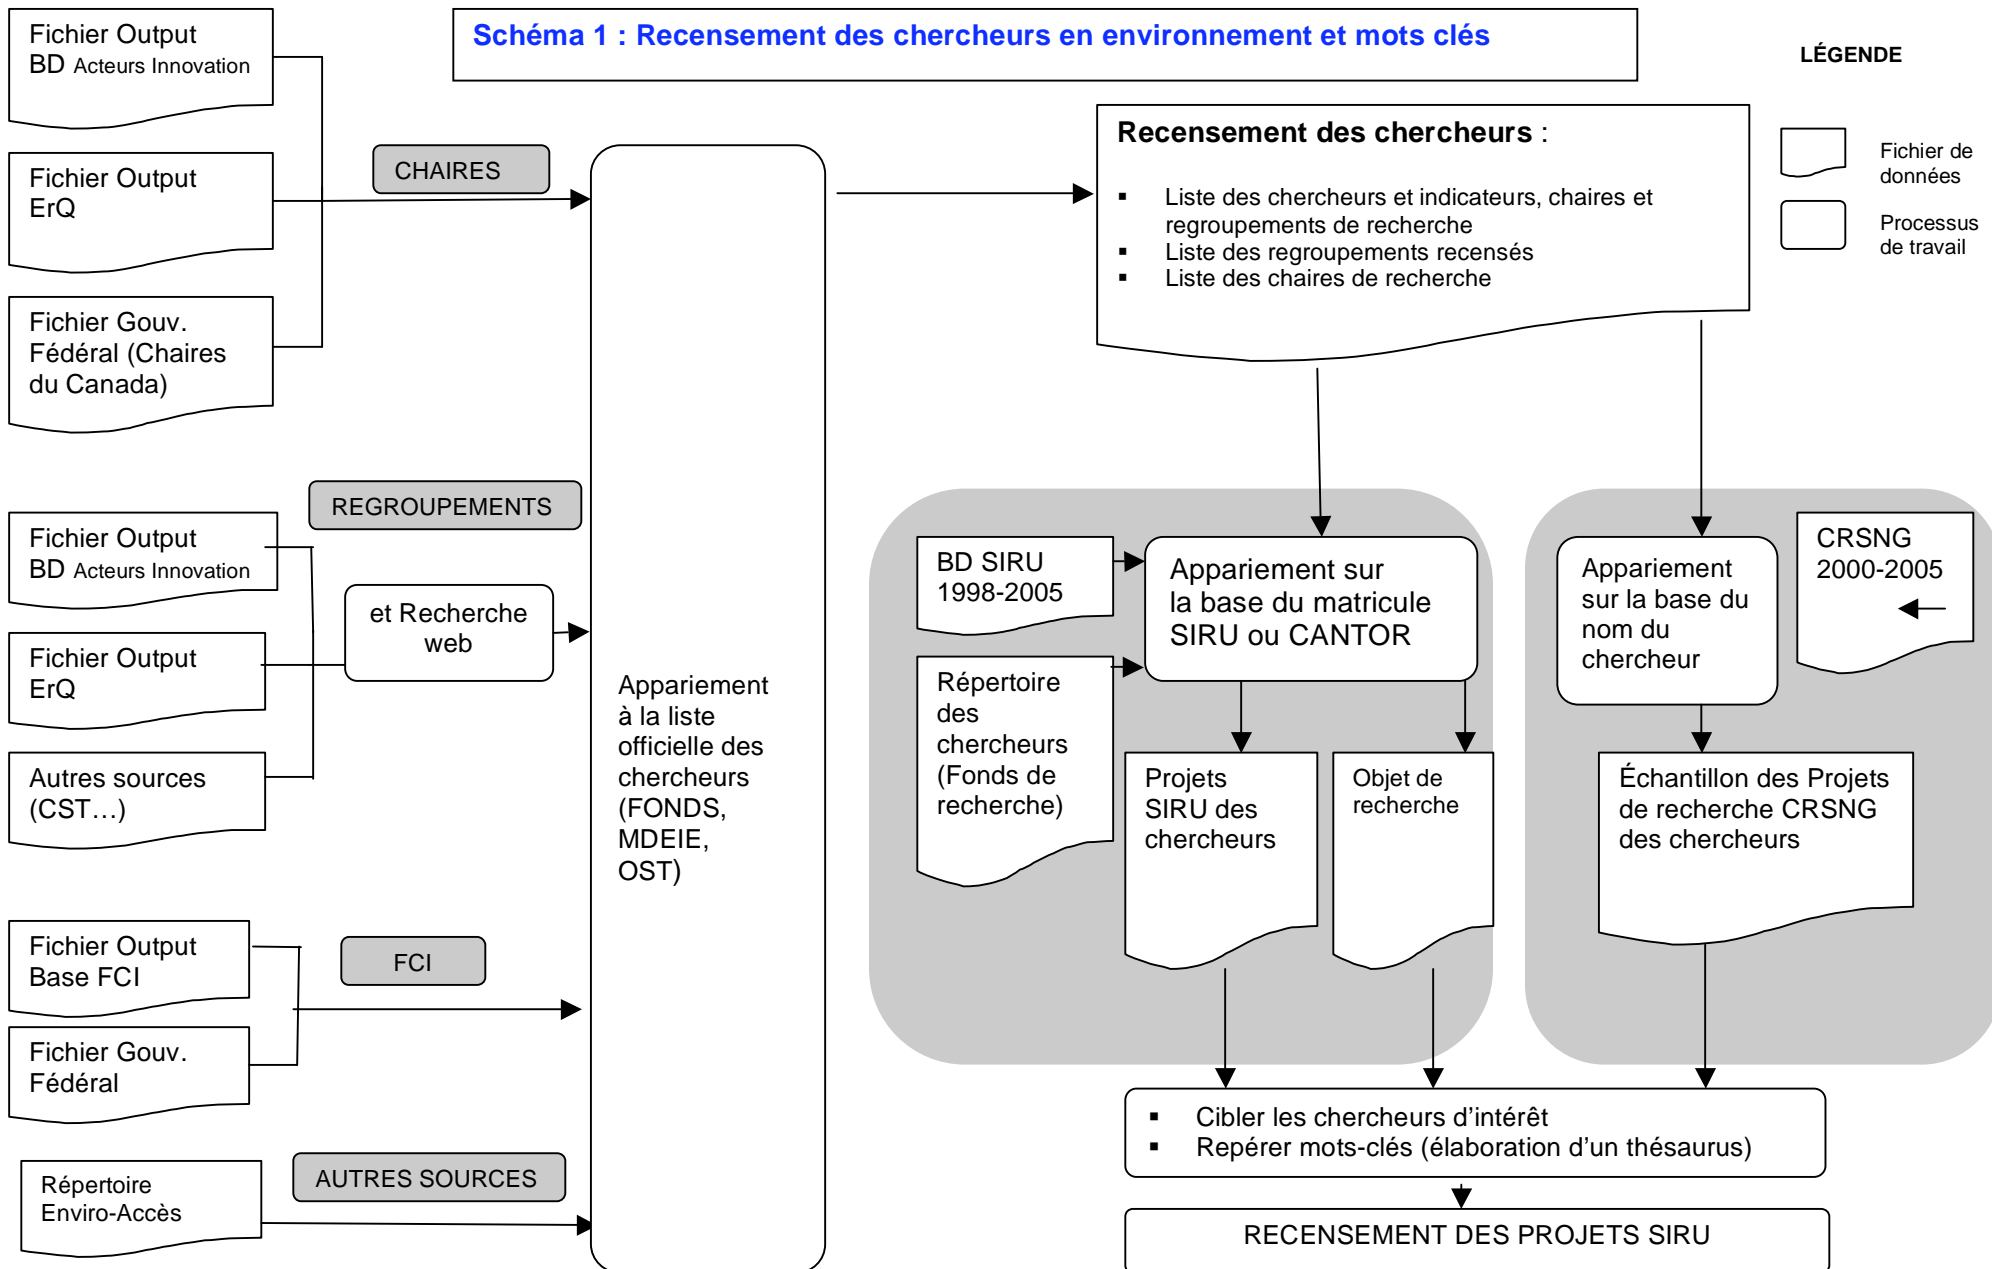 Schéma 1 : Recensement des chercheurs en environnement et mots clés
LÉGENDE
Fichier de
données
Processus
de travail
Fichier Output
BD Acteurs Innovation
Fichier Output
ErQ
Fichier Gouv.
Fédéral (Chaires
du Canada)
CHAIRES
REGROUPEMENTS
Fichier Output
BD Acteurs Innovation
Fichier Output
ErQ
Autres sources
(CST…)
et Recherche
web
Fichier Output
Base FCI
Fichier Gouv.
Fédéral
FCI
Répertoire
Enviro-Accès
AUTRES SOURCES
Appariement
à la liste
officielle des
chercheurs
(FONDS,
MDEIE,
OST)
Recensement des chercheurs :
▪ Liste des chercheurs et indicateurs, chaires et
regroupements de recherche
▪ Liste des regroupements recensés
▪ Liste des chaires de recherche
BD SIRU
1998-2005
Répertoire
des
chercheurs
(Fonds de
recherche)
Appariement sur
la base du matricule
SIRU ou CANTOR
Projets
SIRU des
chercheurs
Objet de
recherche
Appariement
sur la base du
nom du
chercheur
CRSNG
2000-2005
Échantillon des Projets
de recherche CRSNG
des chercheurs
▪ Cibler les chercheurs d’intérêt
▪ Repérer mots-clés (élaboration d’un thésaurus)
RECENSEMENT DES PROJETS SIRU